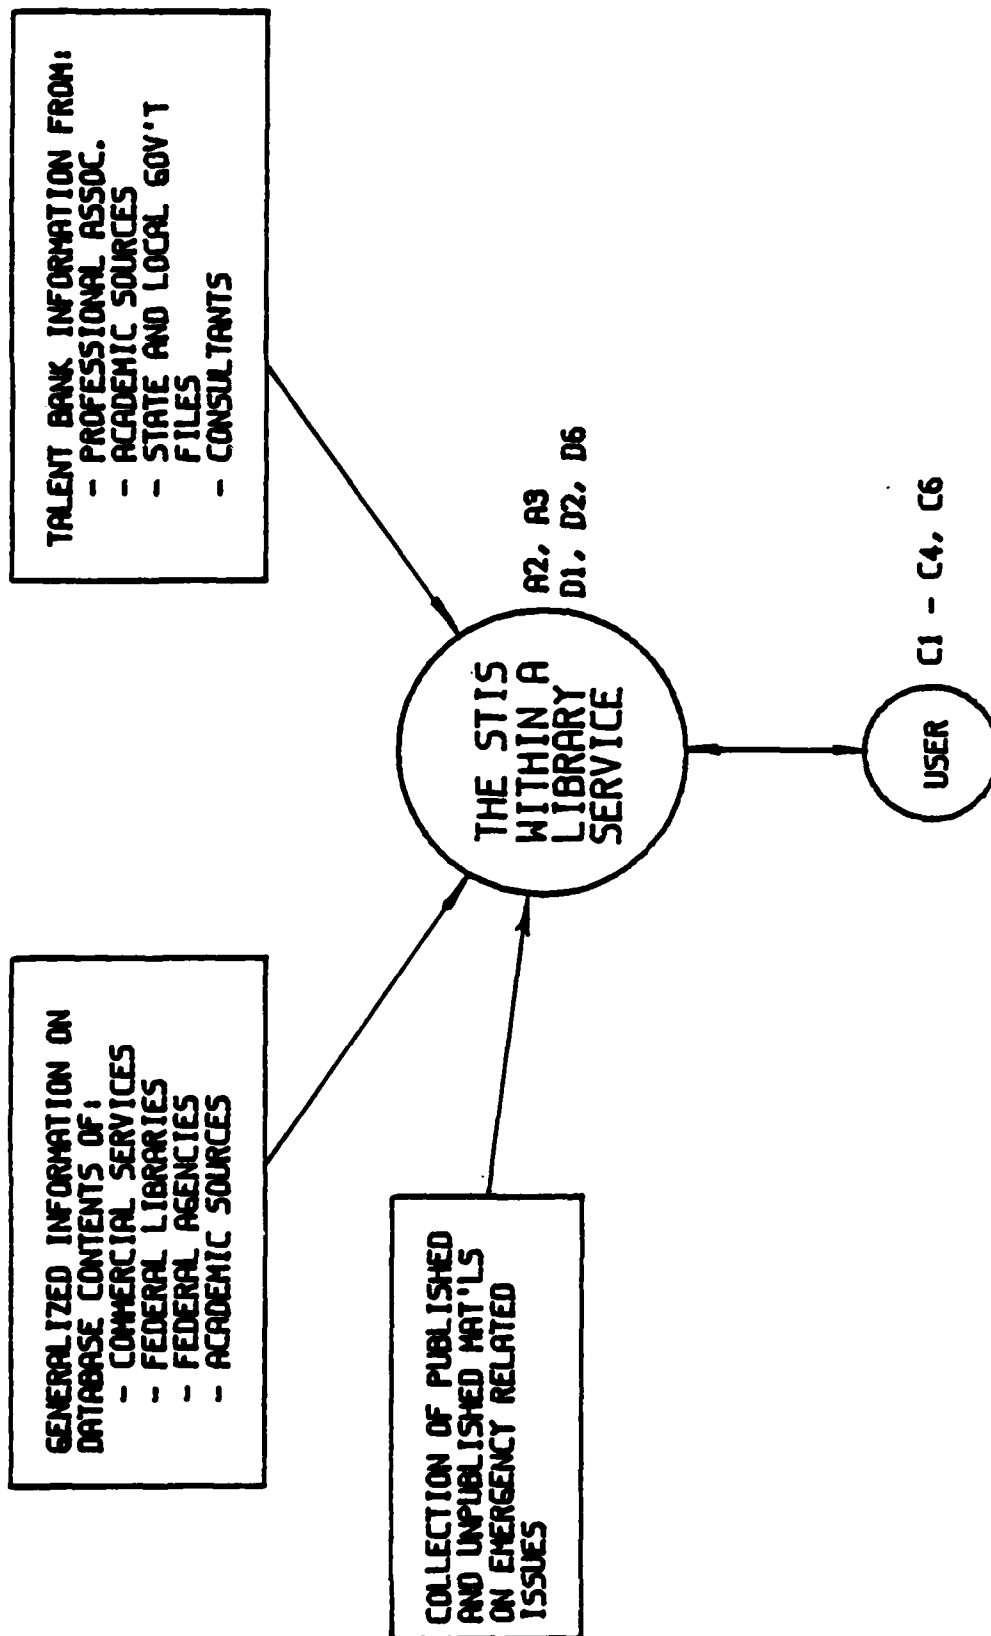 GENERALIZED INFORMATION ON
DATABASE CONTENTS OF:
- COMMERCIAL SERVICES
- FEDERAL LIBRARIES
- FEDERAL AGENCIES
- ACADEMIC SOURCES
TALENT BANK INFORMATION FROM:
- PROFESSIONAL ASSOC.
- ACADEMIC SOURCES
- STATE AND LOCAL GOV'T
FILES
- CONSULTANTS
COLLECTION OF PUBLISHED
AND UNPUBLISHED MAT'LS
ON EMERGENCY RELATED
ISSUES
THE STIS
WITHIN A
LIBRARY
SERVICE
A2, A3
D1, D2, D6
USER
C1 - C4, C6